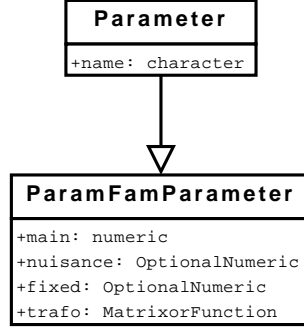 Parameter
+name: character
ParamFamParameter
+main: numeric
+nuisance: OptionalNumeric
+fixed: OptionalNumeric
+trafo: MatrixorFunction